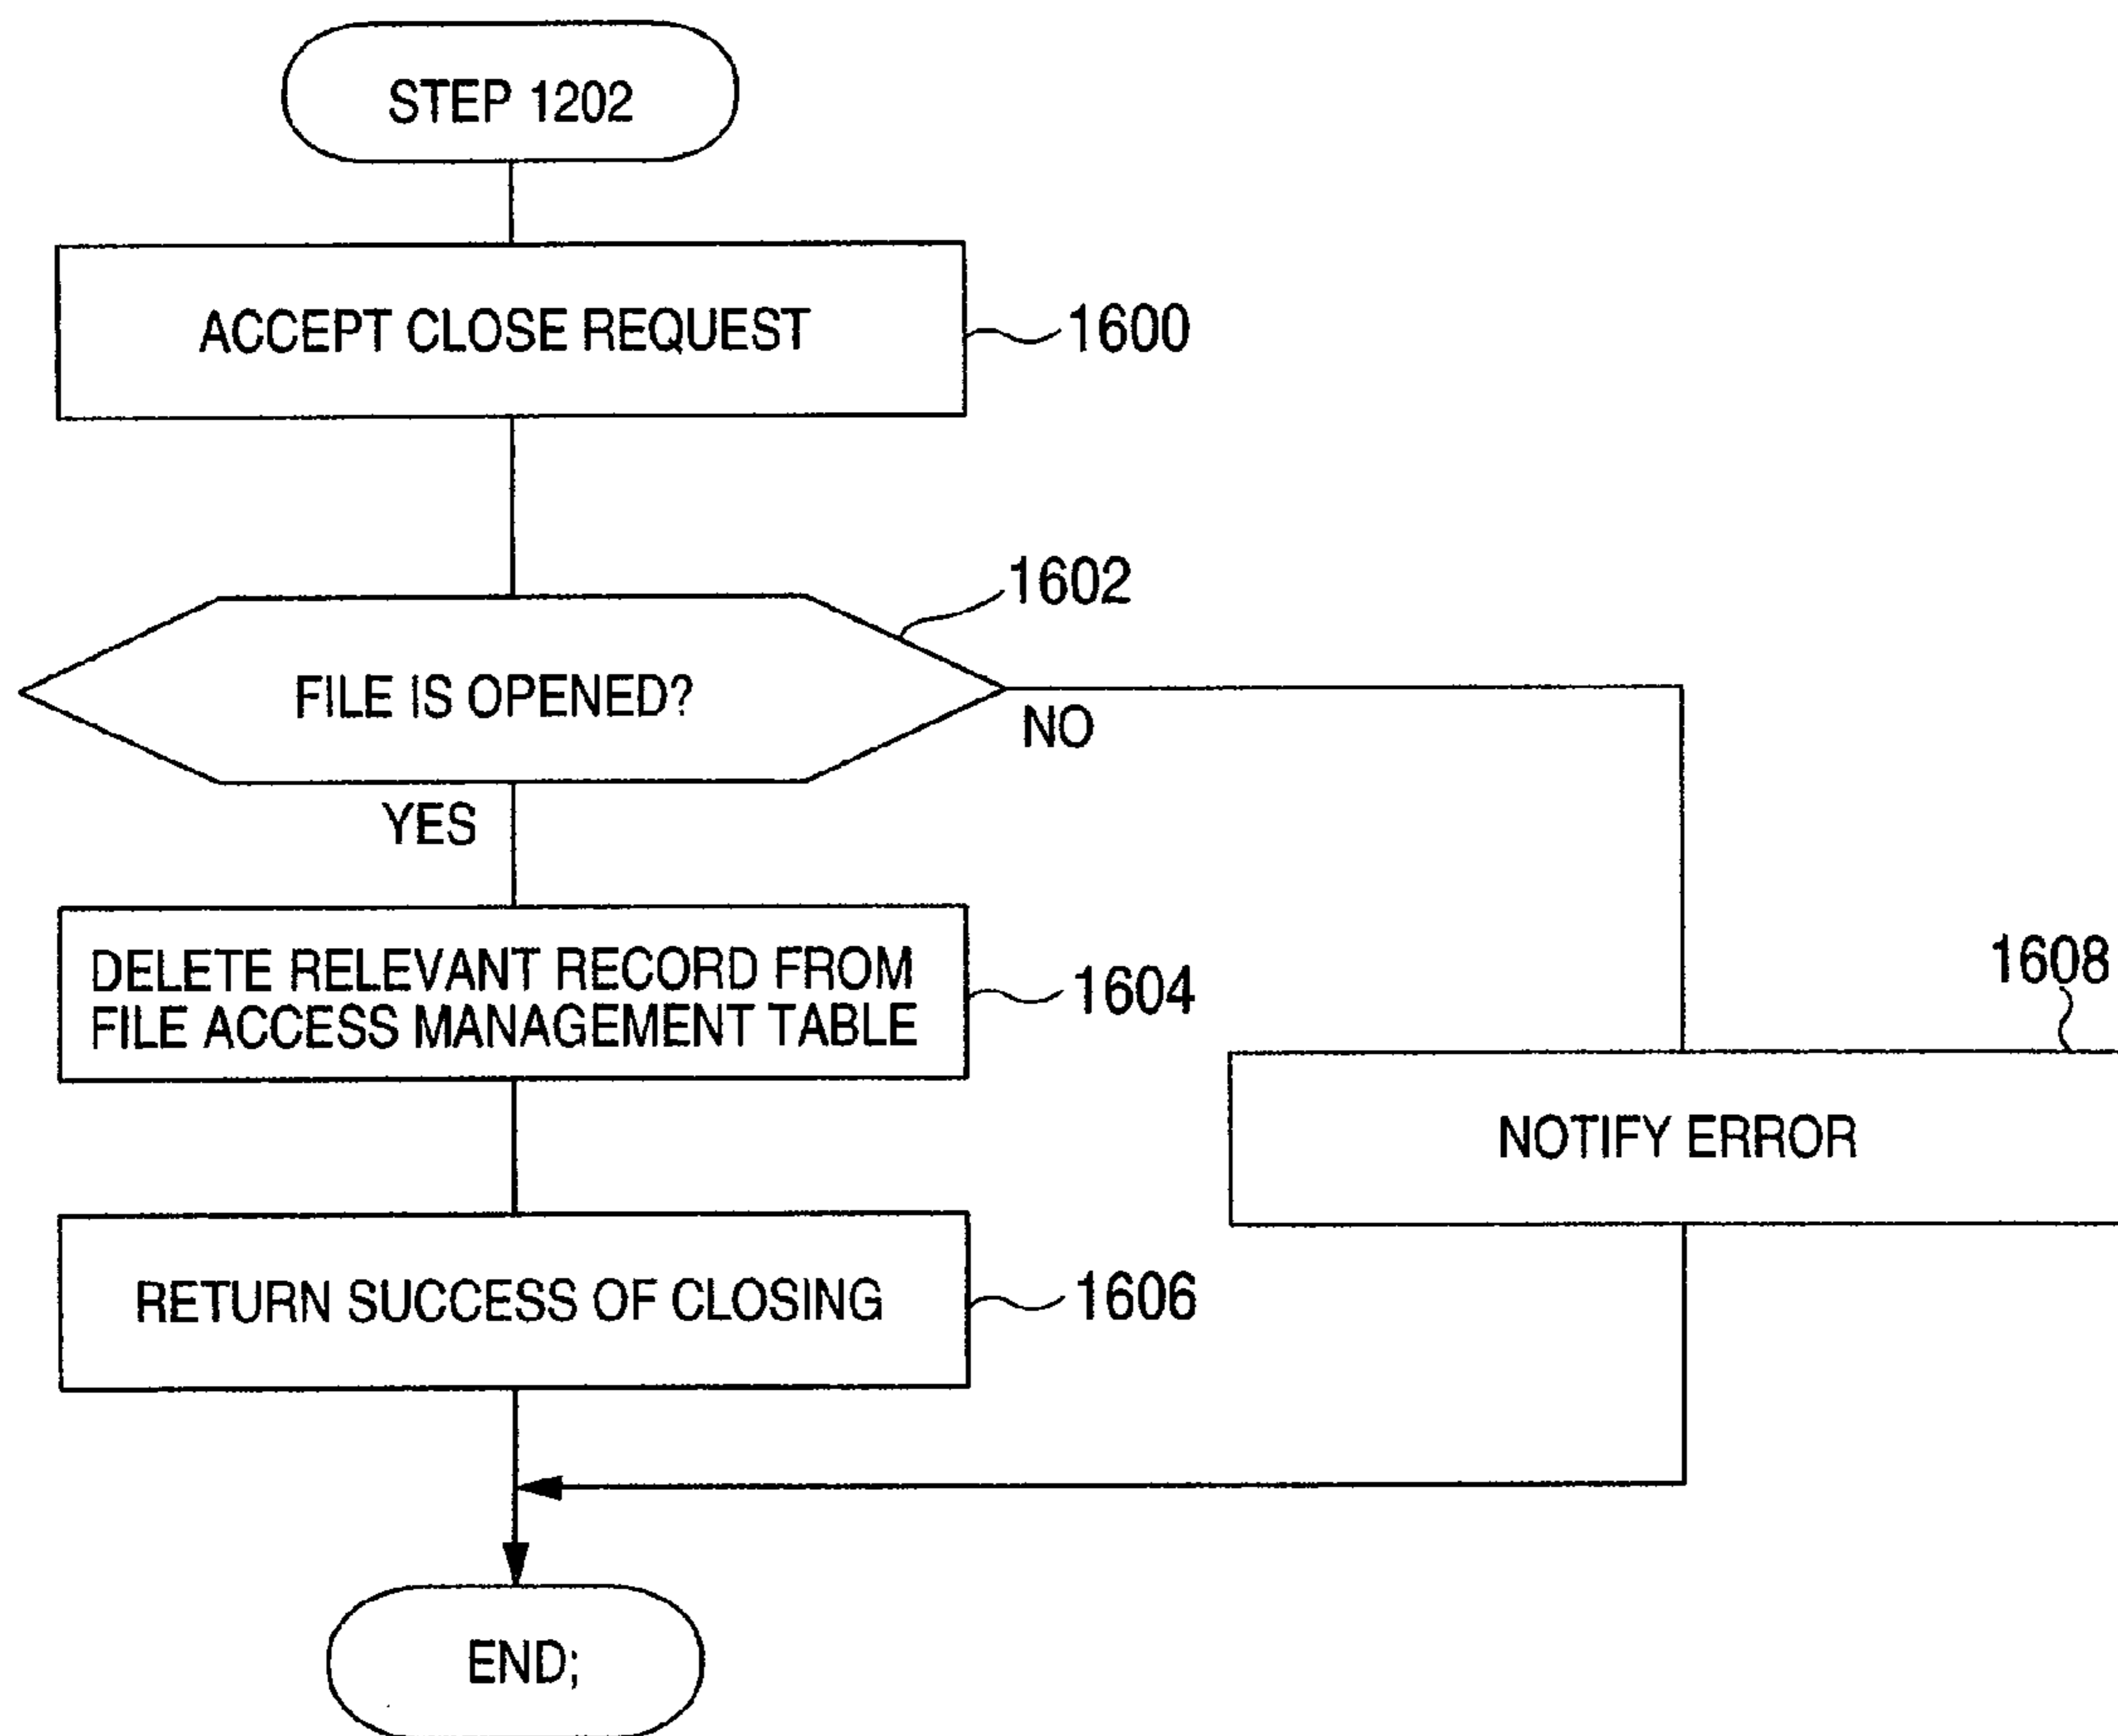 STEP 1202
ACCEPT CLOSE REQUEST
1600
1602
FILE IS OPENED?
NO
YES
DELETE RELEVANT RECORD FROM
FILE ACCESS MANAGEMENT TABLE
1604
1608
NOTIFY ERROR
RETURN SUCCESS OF CLOSING
1606
END;